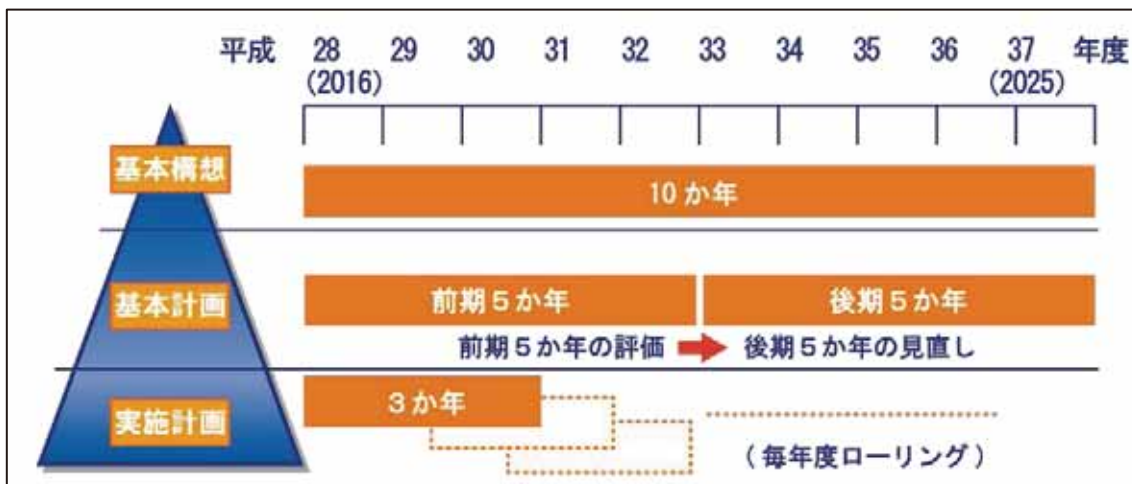 平成 28 29 30 31 32 33 34 35 36 37 年度
(2016) (2025)
基本構想
10か年
基本計画
前期5か年 後期5か年
前期5か年の評価 後期5か年の見直し
実施計画
3か年
(毎年度ローリング)